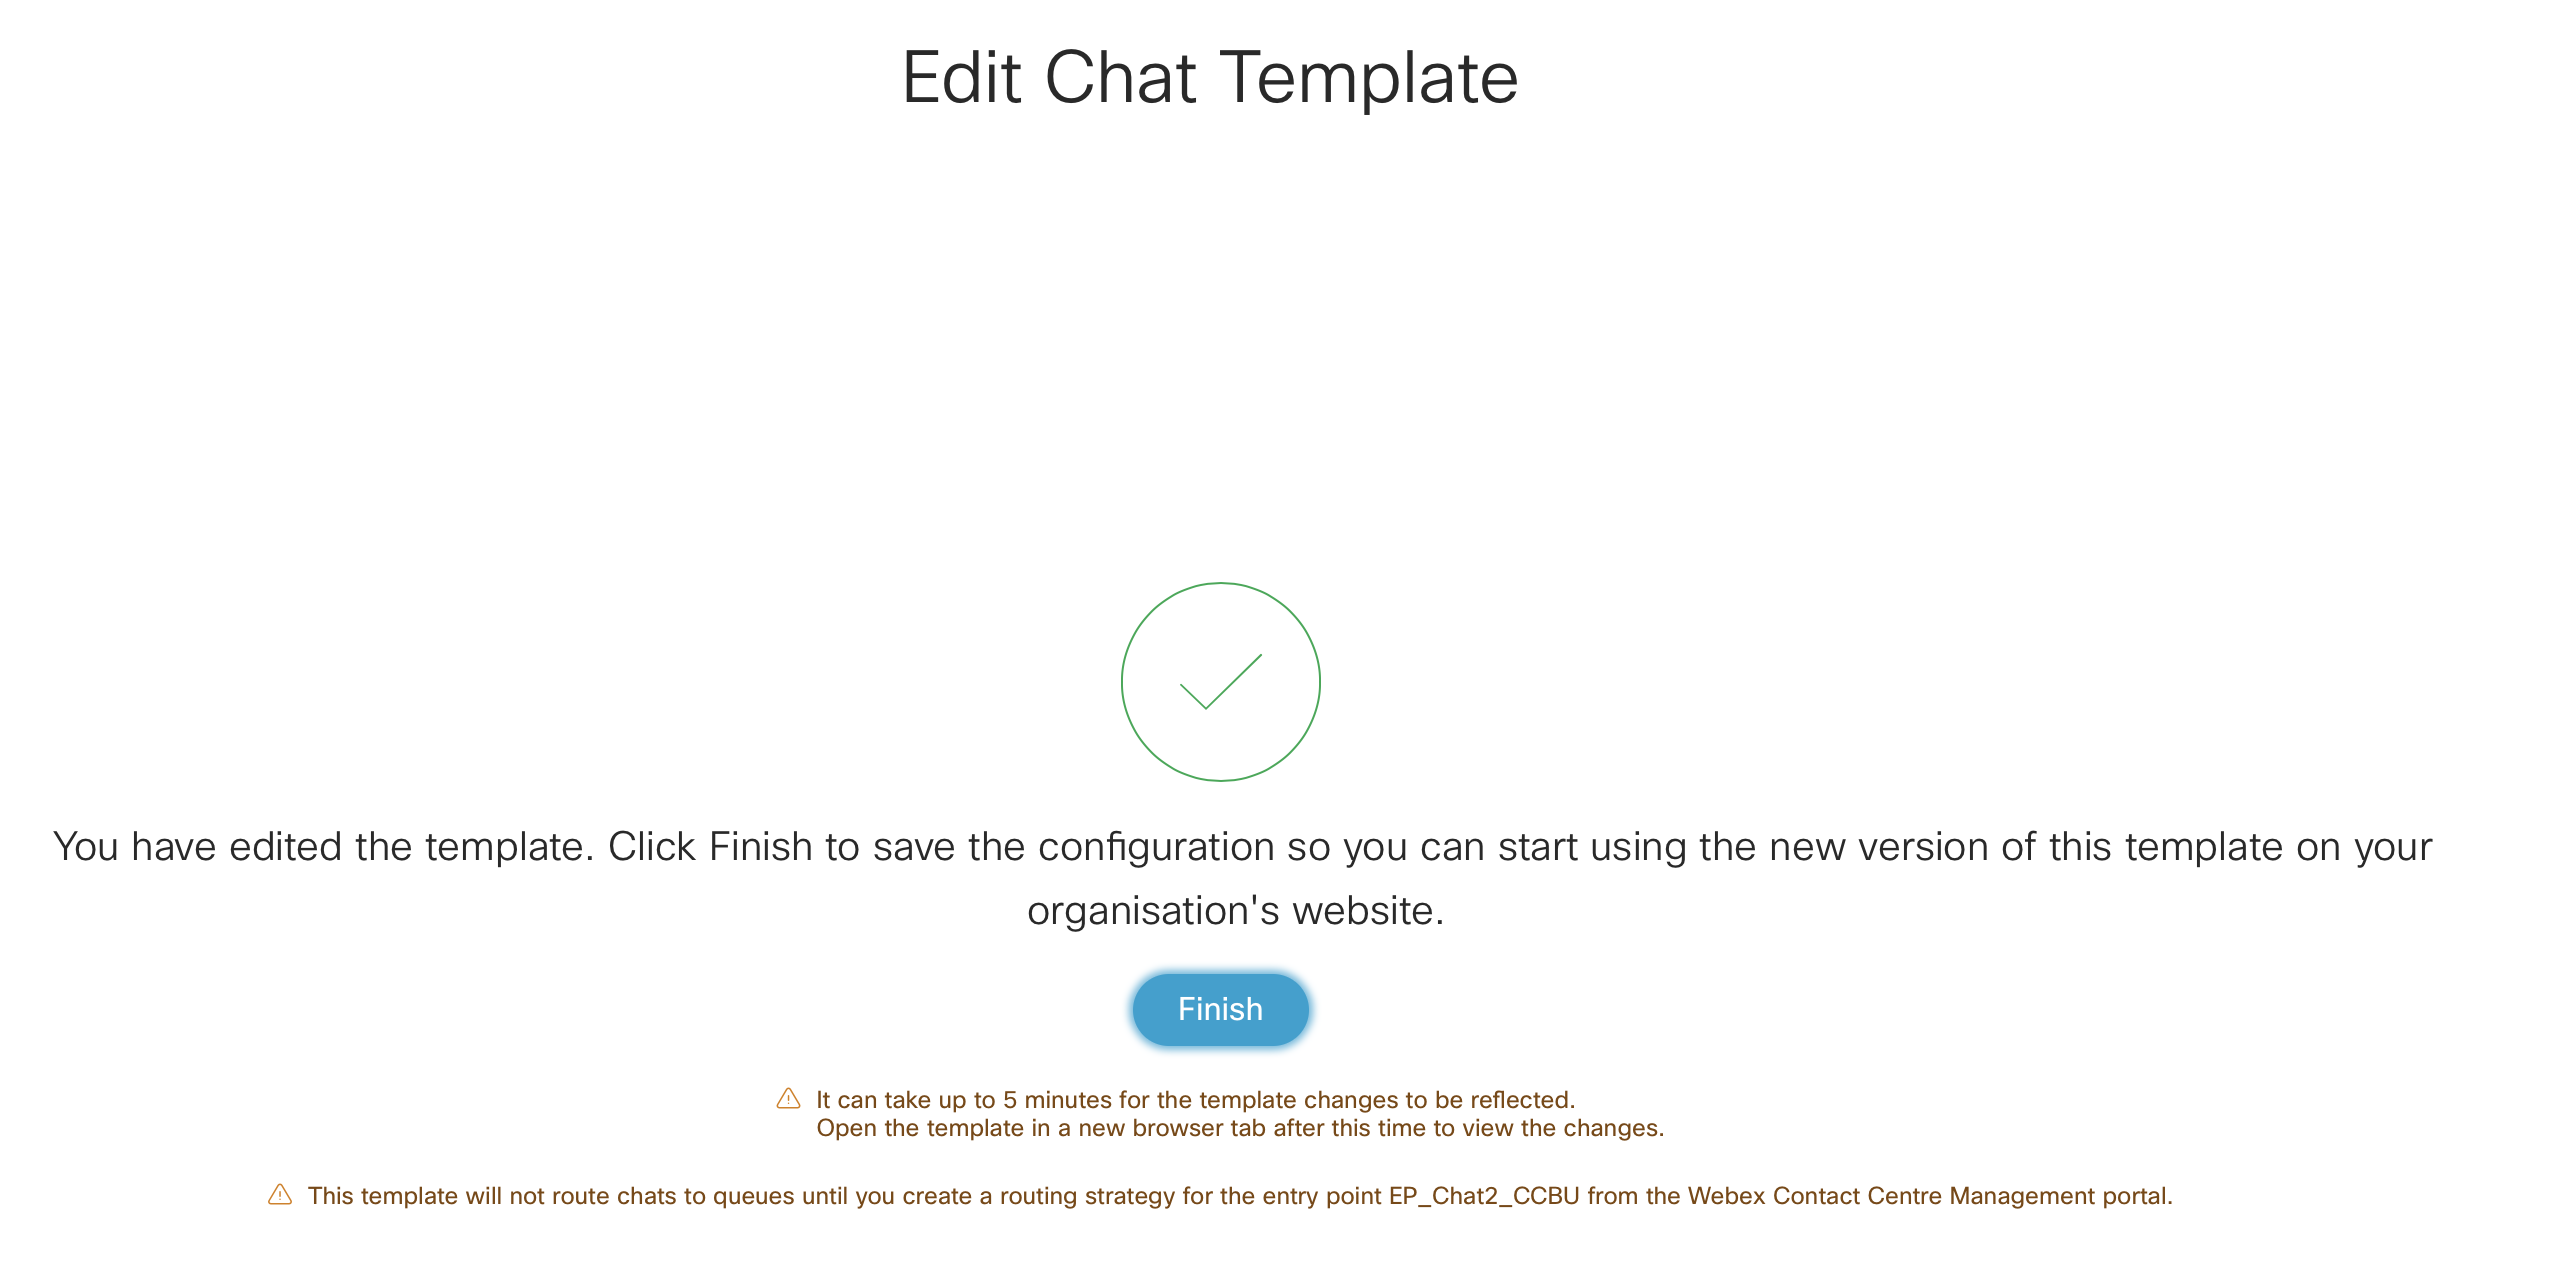 Edit Chat Template
You have edited the template. Click Finish to save the configuration so you can start using the new version of this template on your
organisation's website.
Finish
It can take up to 5 minutes for the template changes to be reflected.
Open the template in a new browser tab after this time to view the changes.
This template will not route chats to queues until you create a routing strategy for the entry point EP_Chat2_CCBU from the Webex Contact Centre Management portal.